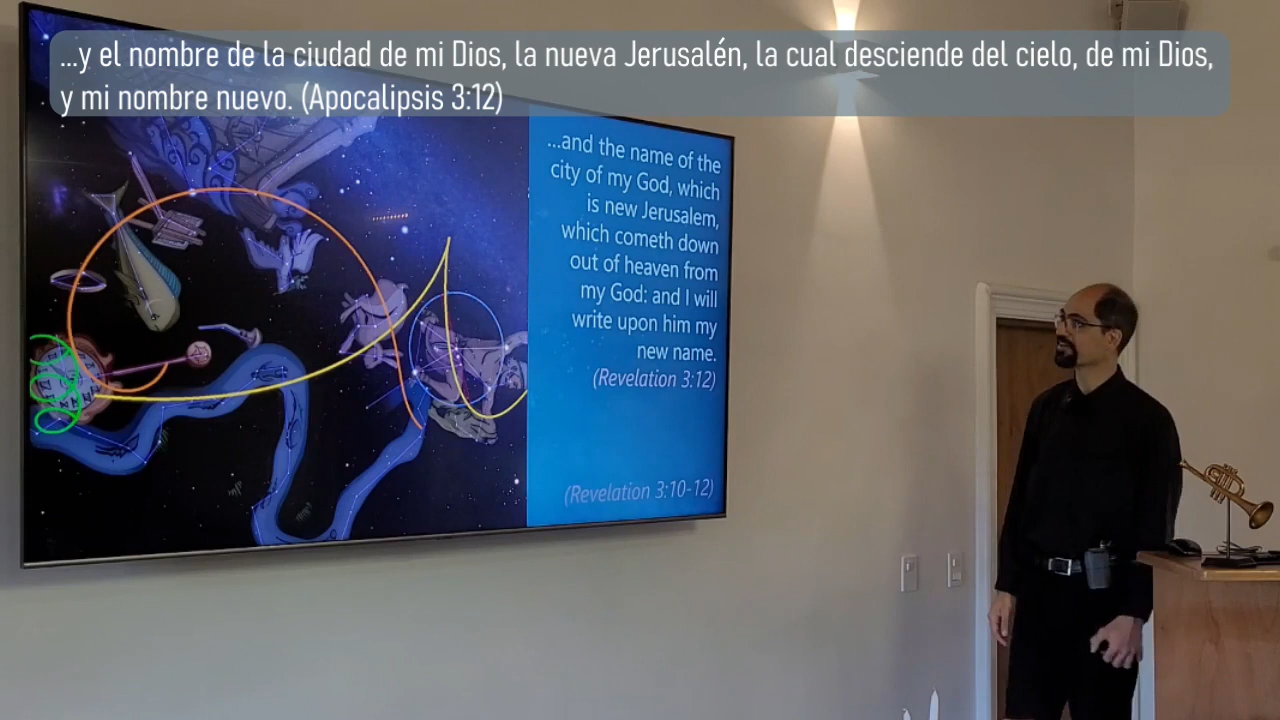 ...y el nombre de la ciudad de mi Dios, la nueva Jerusalén, la cual desciende del cielo, de mi Dios,
y mi nombre nuevo. (Apocalipsis 3:12)
...and the name of the
city of my God, which
is new Jerusalem,
which cometh down
out of heaven from
my God: and I will
write upon him my
new name.
(Revelation 3:12)
(Revelation 3:10-12)